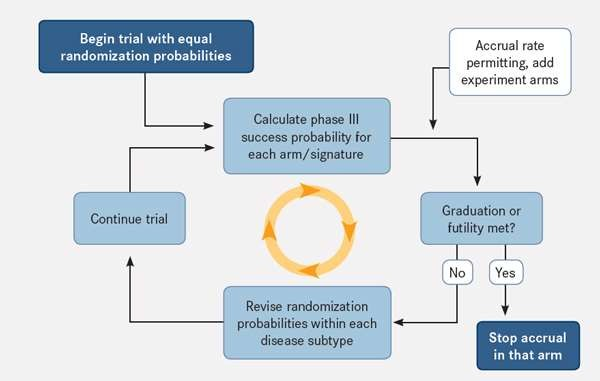 Begin trial with equal
randomization probabilities
Accrual rate
permitting, add
experiment arms
Calculate phase III
success probability for
each arm/signature
Continue trial
Graduation or
futility met?
No
Yes
Revise randomization
probabilities within each
disease subtype
Stop accrual
in that arm